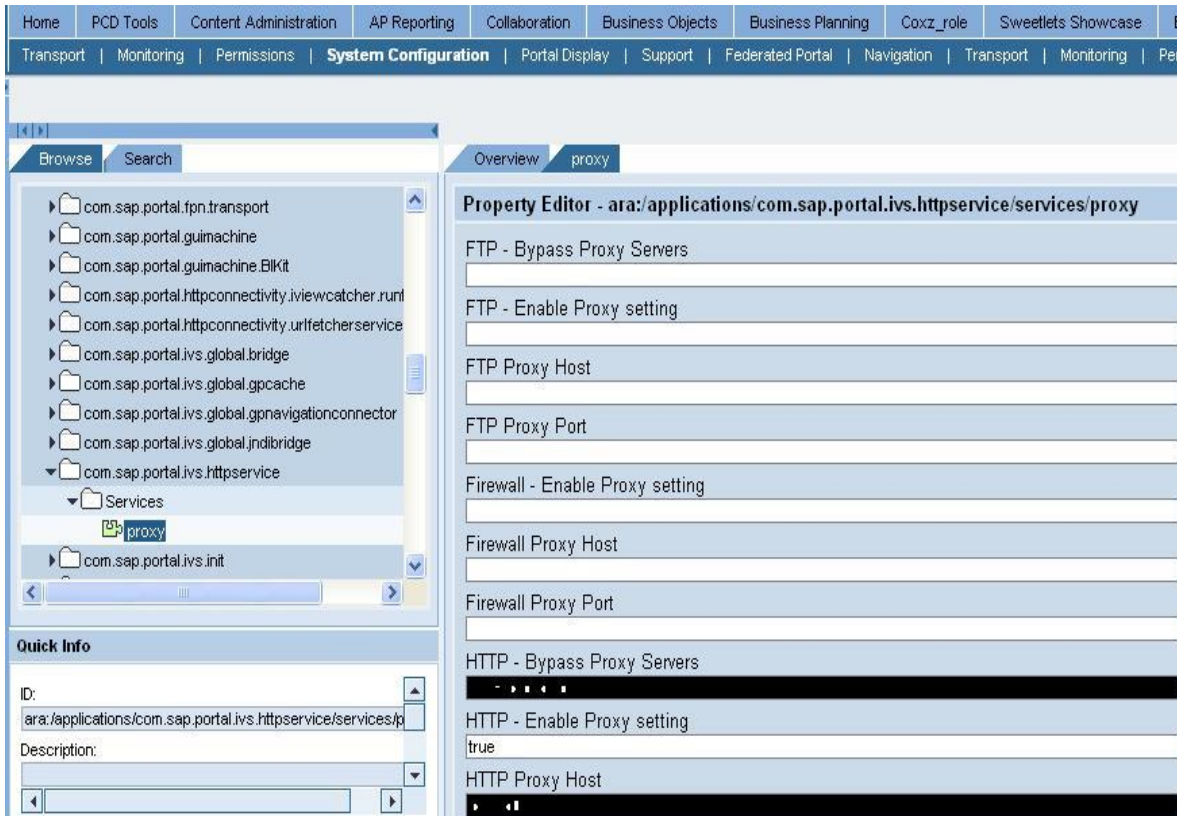 Home PCD Tools Content Administration AP Reporting Collaboration Business Objects Business Planning Coxz_role Sweetlets Showcase
Transport | Monitoring | Permissions | System Configuration | Portal Display | Support | Federated Portal | Navigation | Transport | Monitoring |
Browse Search
com.sap.portal.fpn.transport
com.sap.portal.guimachine
com.sap.portal.guimachine.BIKit
com.sap.portal.httpconnectivity.iviewcatcher.runt
com.sap.portal.httpconnectivity.urlfetcherservice
com.sap.portal.ivs.global.bridge
com.sap.portal.ivs.global.gpcache
com.sap.portal.ivs.global.gpnavigationconnector
com.sap.portal.ivs.global.jndibridge
com.sap.portal.ivs.httpservice
Services
proxy
com.sap.portal.ivs.init
Quick Info
ID:
ara:/applications/com.sap.portal.ivs.httpservice/services/p
Description:
Overview proxy
Property Editor - ara:/applications/com.sap.portal.ivs.httpservice/services/proxy
FTP - Bypass Proxy Servers
FTP - Enable Proxy setting
FTP Proxy Host
FTP Proxy Port
Firewall - Enable Proxy setting
Firewall Proxy Host
Firewall Proxy Port
HTTP - Bypass Proxy Servers
HTTP - Enable Proxy setting
true
HTTP Proxy Host